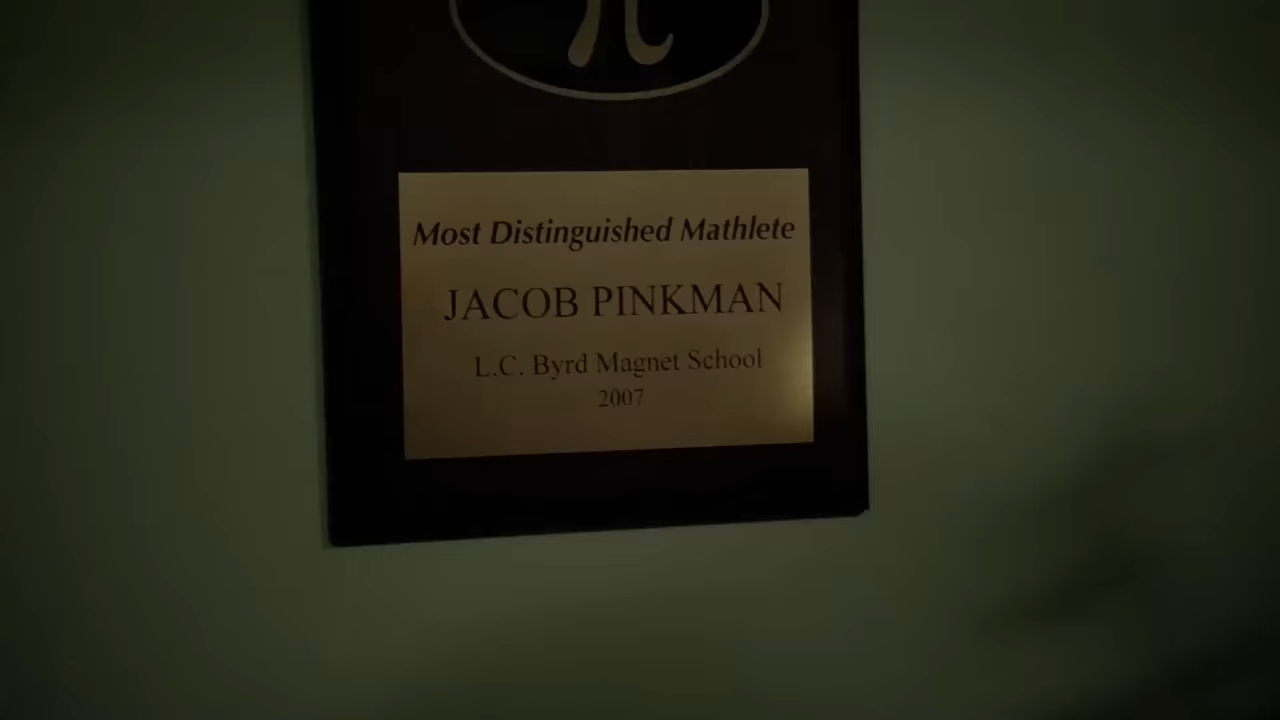 Most Distinguished Mathlete
JACOB PINKMAN
L.C. Byrd Magnet School
2007